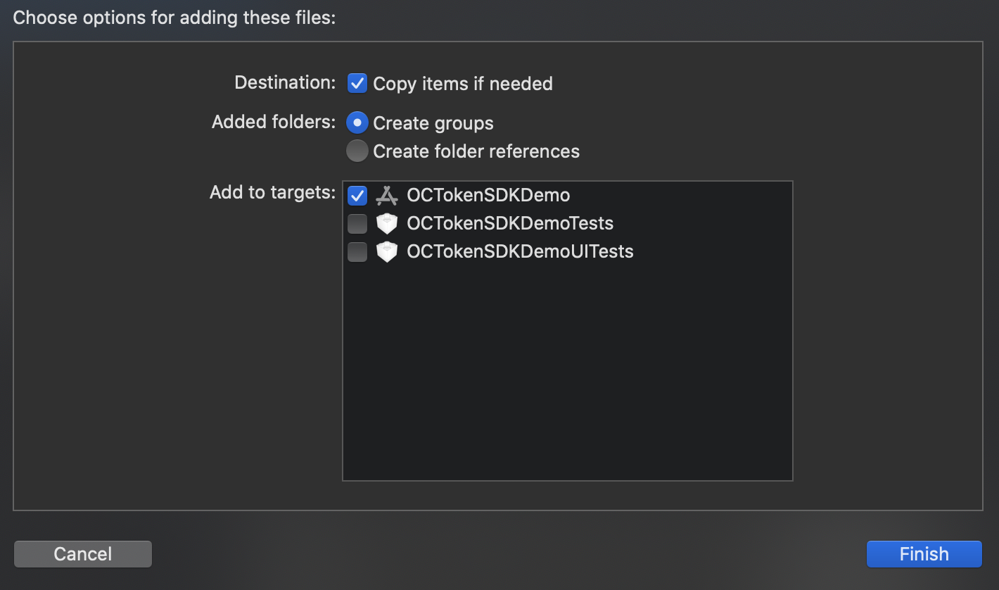 Choose options for adding these files:
Destination: Copy items if needed
Added folders: Create groups
Create folder references
Add to targets: OCTokenSDKDemo
OCTokenSDKDemoTests
OCTokenSDKDemoUITests
Cancel Finish